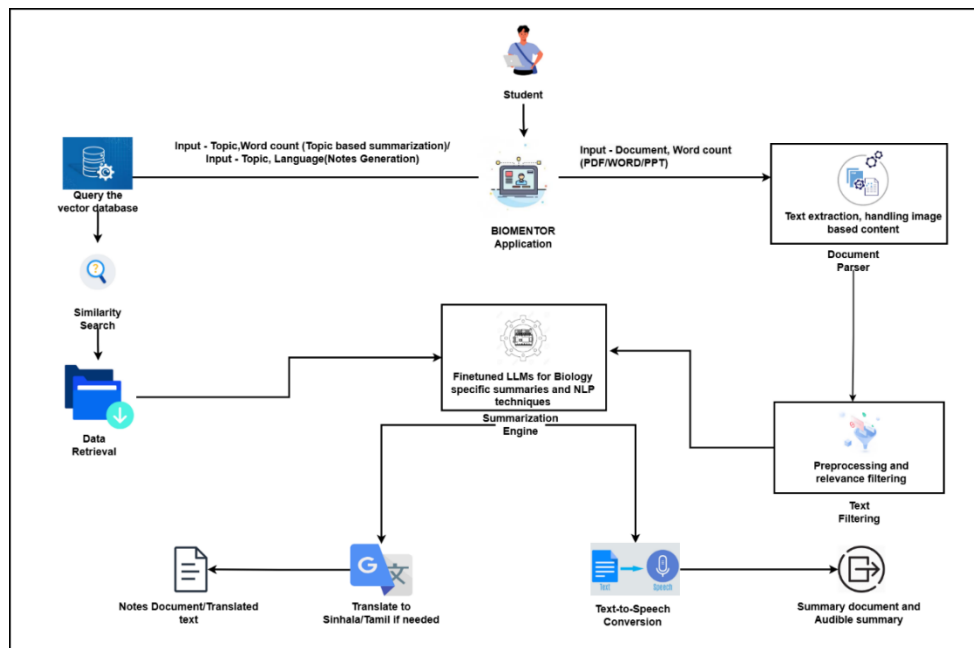 Student
Input - Topic,Word count (Topic based summarization)/
Input - Topic, Language(Notes Generation)
Input - Document, Word count
(PDF/WORD/PPT)
Query the
vector database
BIOMENTOR
Application
Text extraction, handling image
based content
Document
Parser
Similarity
Search
Finetuned LLMs for Biology
specific summaries and NLP
techniques
Summarization
Engine
Data
Retrieval
Preprocessing and
relevance filtering
Text
Filtering
G
文
Text
Speech
Notes Document/Translated
text
Translate to
Sinhala/Tamil if needed
Text-to-Speech
Conversion
Summary document and
Audible summary